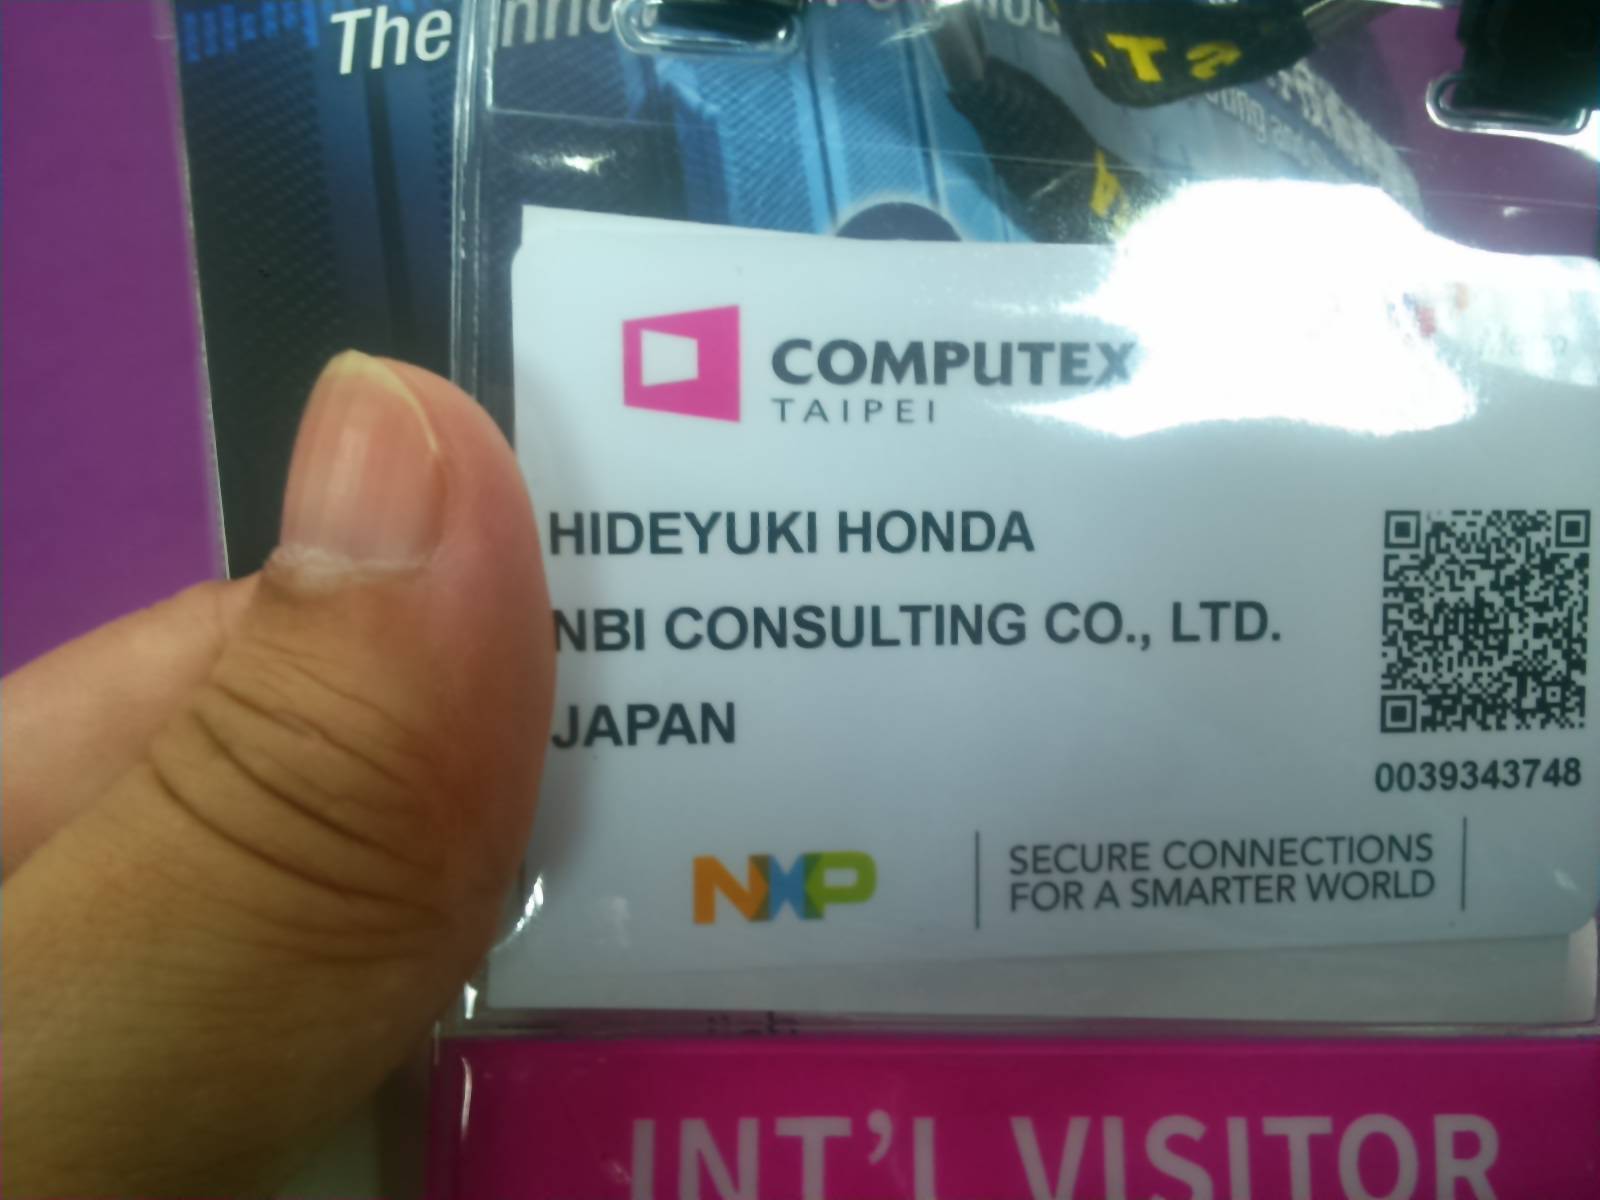 The
COMPUTEX
TAIPEI
HIDEYUKI HONDA
NBI CONSULTING CO., LTD.
JAPAN
0039343748
NXP
SECURE CONNECTIONS
FOR A SMARTER WORLD
INT'L VISITOR